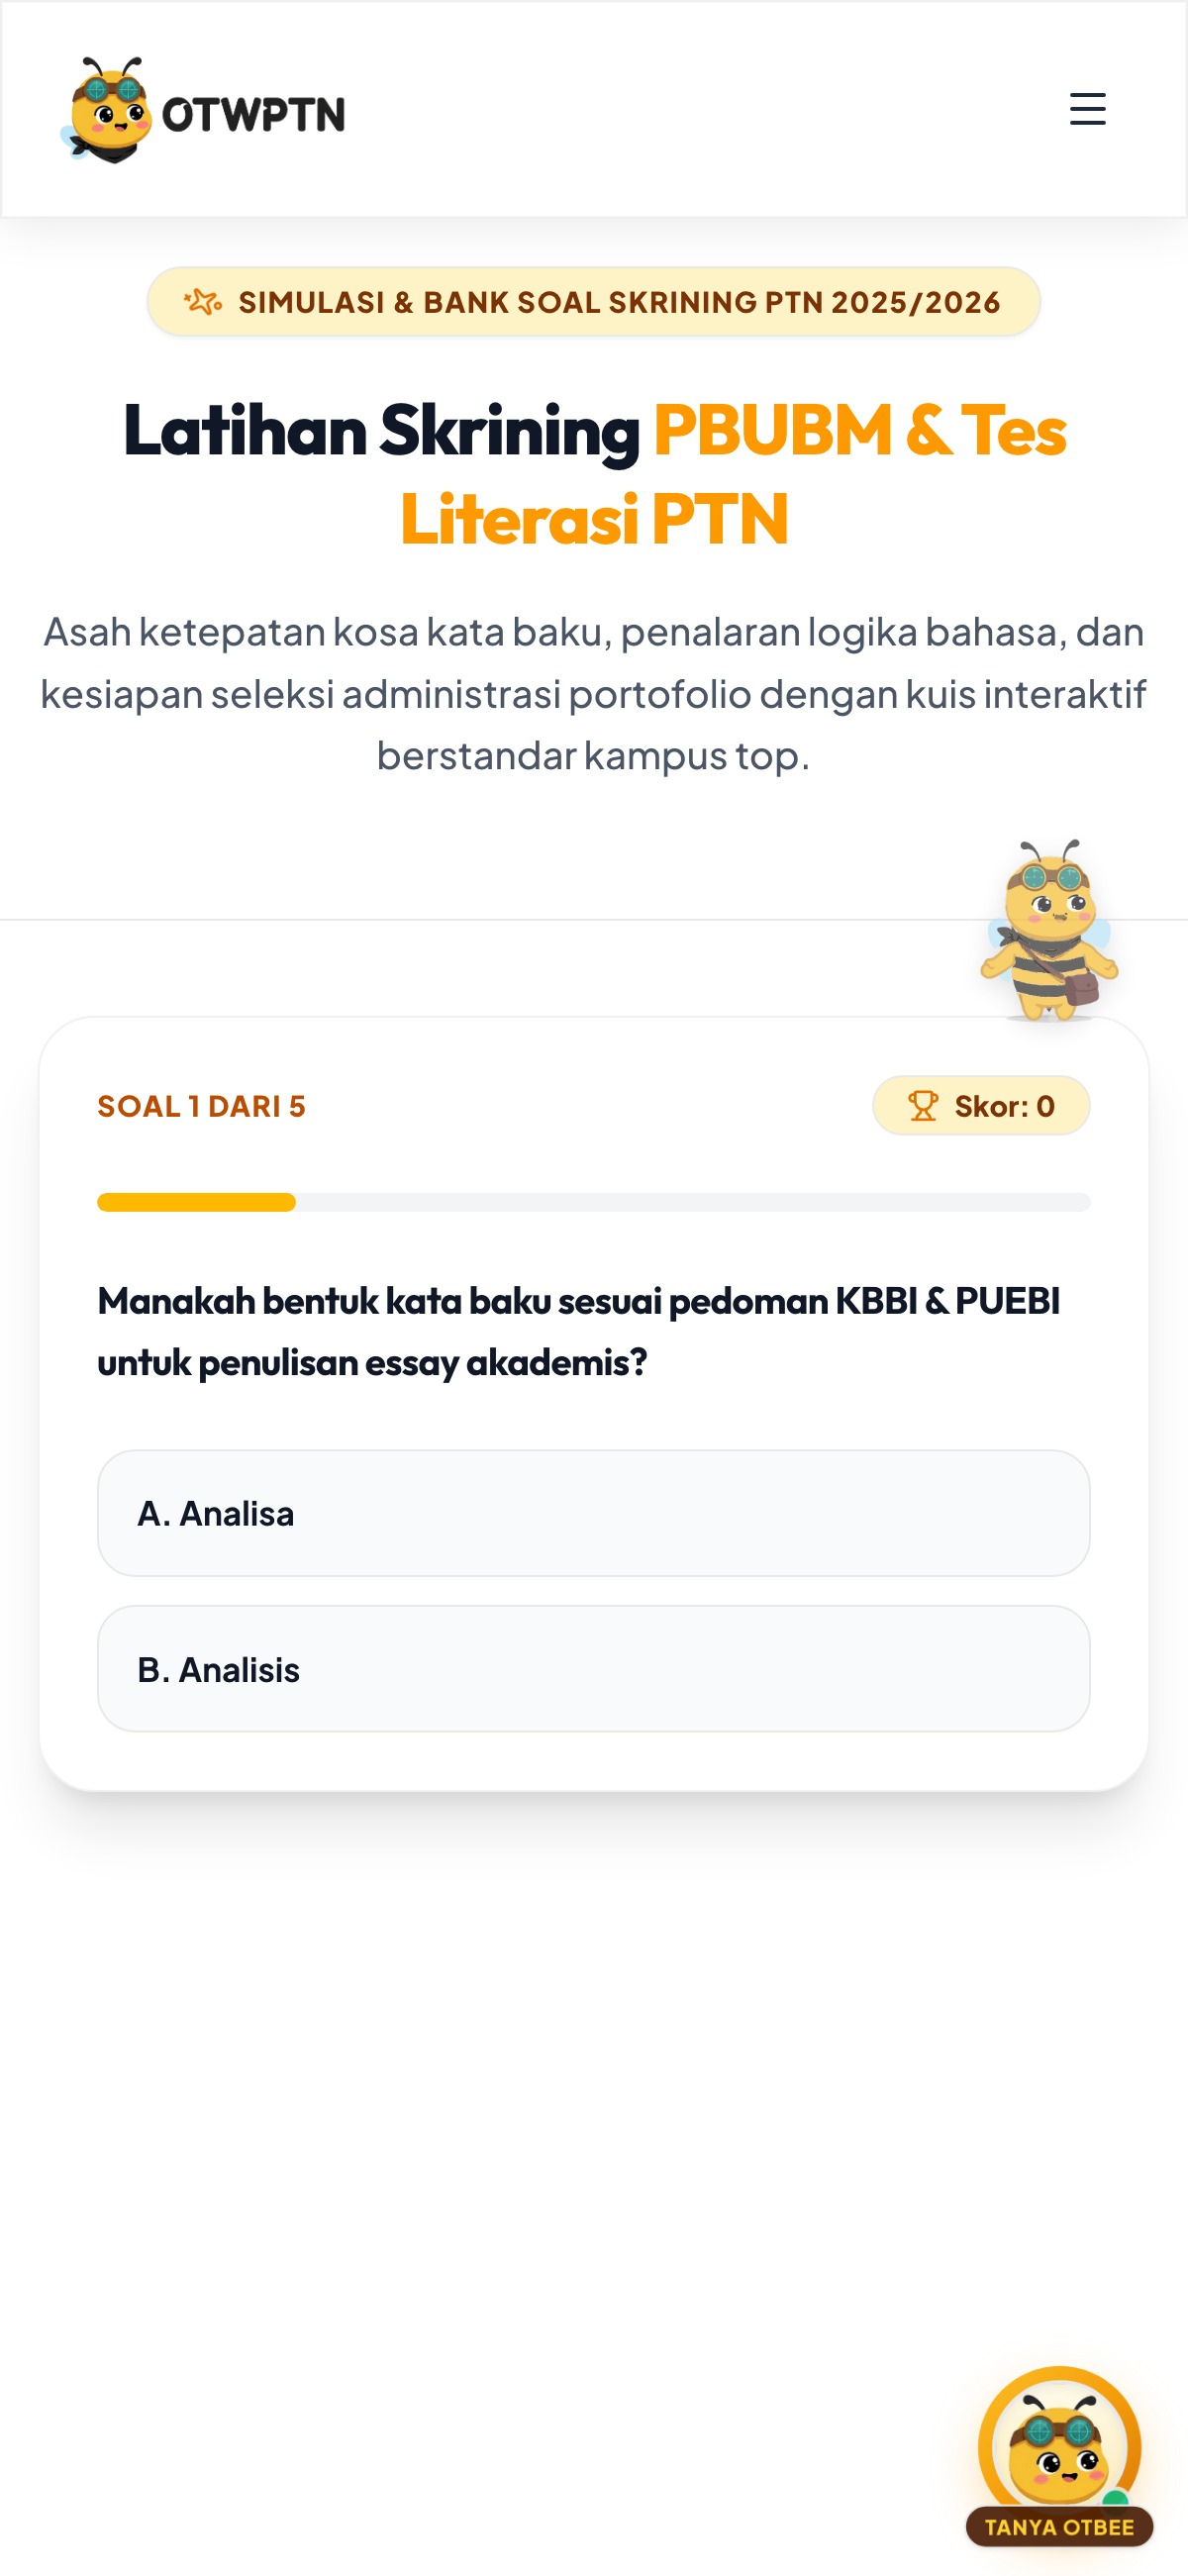 OTWPTN
SIMULASI & BANK SOAL SKRINING PTN 2025/2026
Latihan Skrining PBUBM & Tes
Literasi PTN
Asah ketepatan kosa kata baku, penalaran logika bahasa, dan
kesiapan seleksi administrasi portofolio dengan kuis interaktif
berstandar kampus top.
SOAL 1 DARI 5
Skor: 0
Manakah bentuk kata baku sesuai pedoman KBBI & PUEBI
untuk penulisan essay akademis?
A. Analisa
B. Analisis
TANYA OTBEE